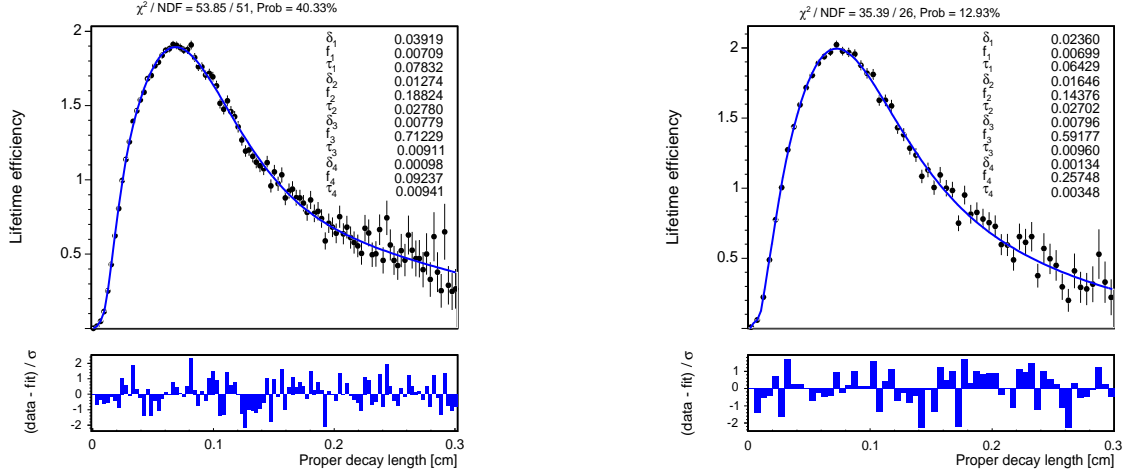 χ² / NDF = 53.85 / 51, Prob = 40.33%
Lifetime efficiency
2
1.5
1
0.5
δ₁ 0.03919
f₁ 0.00709
τ₁ 0.07832
δ₂ 0.01274
f₂ 0.18824
τ₂ 0.02780
δ₃ 0.00779
f₃ 0.71229
τ₃ 0.00911
δ₄ 0.00098
f₄ 0.09237
τ₄ 0.00941
(data - fit) / σ
2
1
0
-1
-2
0 0.1 0.2 0.3
Proper decay length [cm]
χ² / NDF = 35.39 / 26, Prob = 12.93%
Lifetime efficiency
2
1.5
1
0.5
δ₁ 0.02360
f₁ 0.00699
τ₁ 0.06429
δ₂ 0.01646
f₂ 0.14376
τ₂ 0.02702
δ₃ 0.00796
f₃ 0.59177
τ₃ 0.00960
δ₄ 0.00134
f₄ 0.25748
τ₄ 0.00348
(data - fit) / σ
2
1
0
-1
-2
0 0.1 0.2 0.3
Proper decay length [cm]